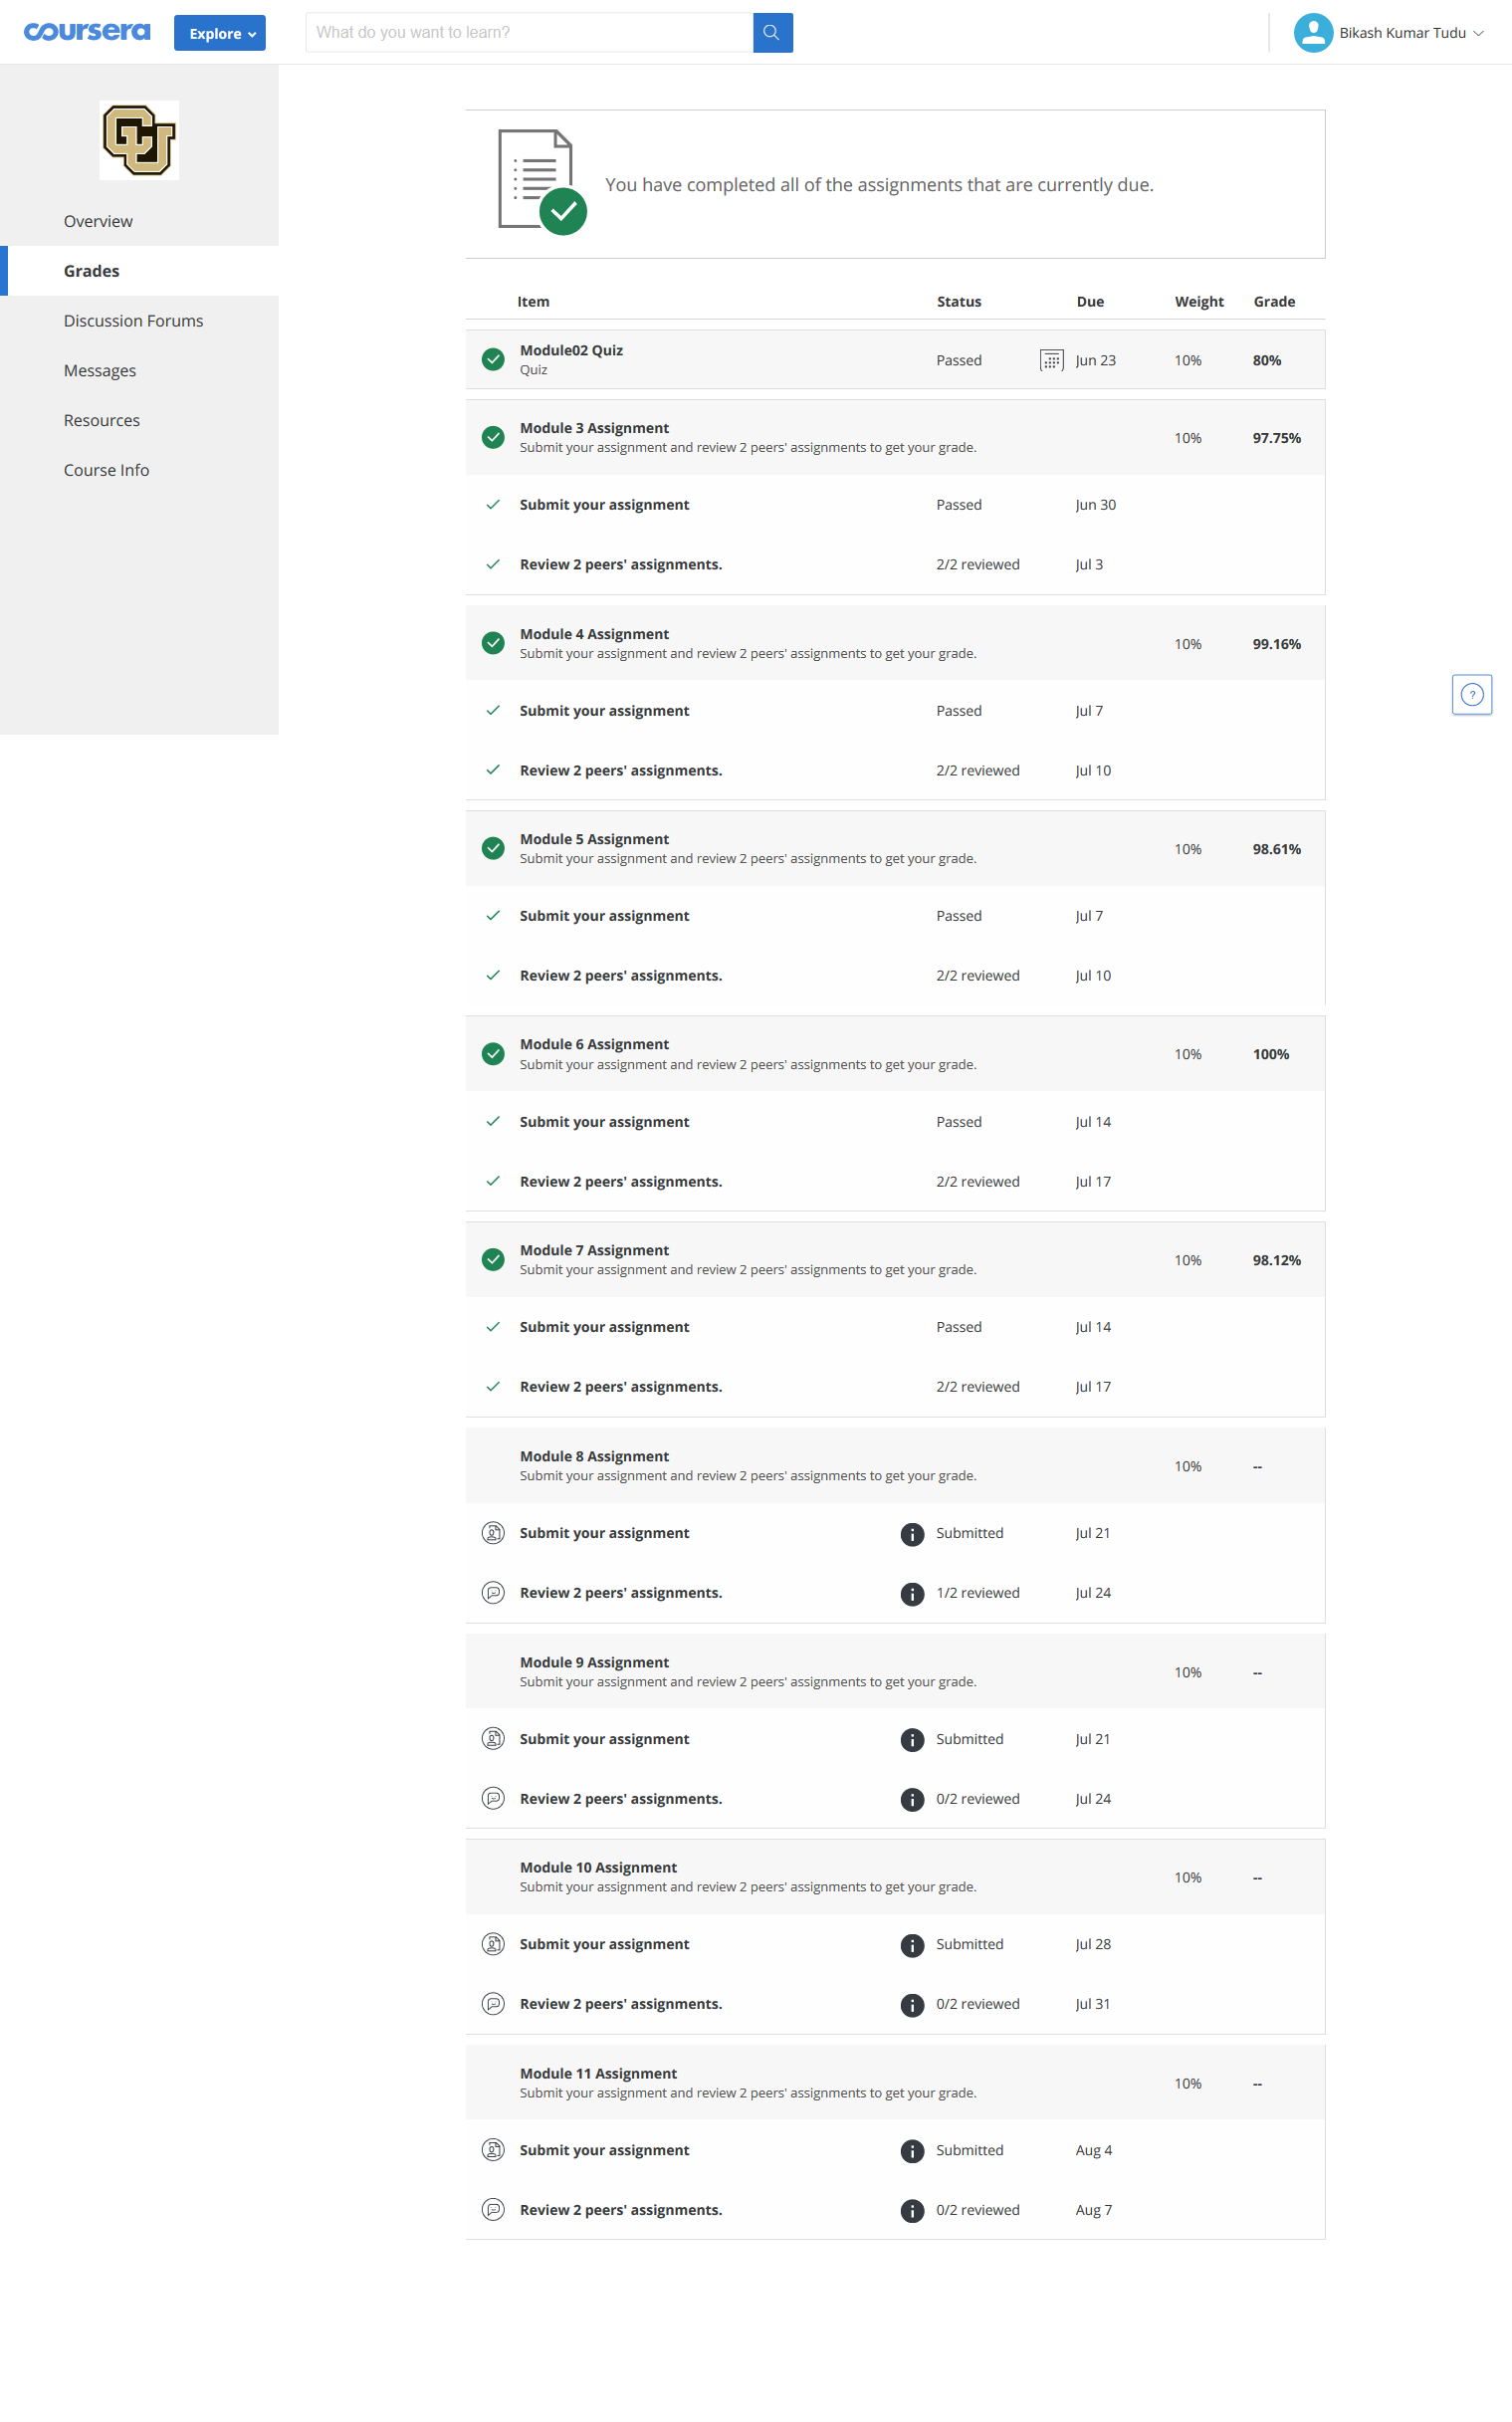 coursera
Explore
What do you want to learn?
Bikash Kumar Tudu
CU
Overview
Grades
Discussion Forums
Messages
Resources
Course Info
You have completed all of the assignments that are currently due.
Item Status Due Weight Grade
Module02 Quiz
Quiz
Passed Jun 23 10% 80%
Module 3 Assignment
Submit your assignment and review 2 peers' assignments to get your grade.
10% 97.75%
Submit your assignment Passed Jun 30
Review 2 peers' assignments. 2/2 reviewed Jul 3
Module 4 Assignment
Submit your assignment and review 2 peers' assignments to get your grade.
10% 99.16%
Submit your assignment Passed Jul 7
Review 2 peers' assignments. 2/2 reviewed Jul 10
Module 5 Assignment
Submit your assignment and review 2 peers' assignments to get your grade.
10% 98.61%
Submit your assignment Passed Jul 7
Review 2 peers' assignments. 2/2 reviewed Jul 10
Module 6 Assignment
Submit your assignment and review 2 peers' assignments to get your grade.
10% 100%
Submit your assignment Passed Jul 14
Review 2 peers' assignments. 2/2 reviewed Jul 17
Module 7 Assignment
Submit your assignment and review 2 peers' assignments to get your grade.
10% 98.12%
Submit your assignment Passed Jul 14
Review 2 peers' assignments. 2/2 reviewed Jul 17
Module 8 Assignment
Submit your assignment and review 2 peers' assignments to get your grade.
10% --
Submit your assignment Submitted Jul 21
Review 2 peers' assignments. 1/2 reviewed Jul 24
Module 9 Assignment
Submit your assignment and review 2 peers' assignments to get your grade.
10% --
Submit your assignment Submitted Jul 21
Review 2 peers' assignments. 0/2 reviewed Jul 24
Module 10 Assignment
Submit your assignment and review 2 peers' assignments to get your grade.
10% --
Submit your assignment Submitted Jul 28
Review 2 peers' assignments. 0/2 reviewed Jul 31
Module 11 Assignment
Submit your assignment and review 2 peers' assignments to get your grade.
10% --
Submit your assignment Submitted Aug 4
Review 2 peers' assignments. 0/2 reviewed Aug 7